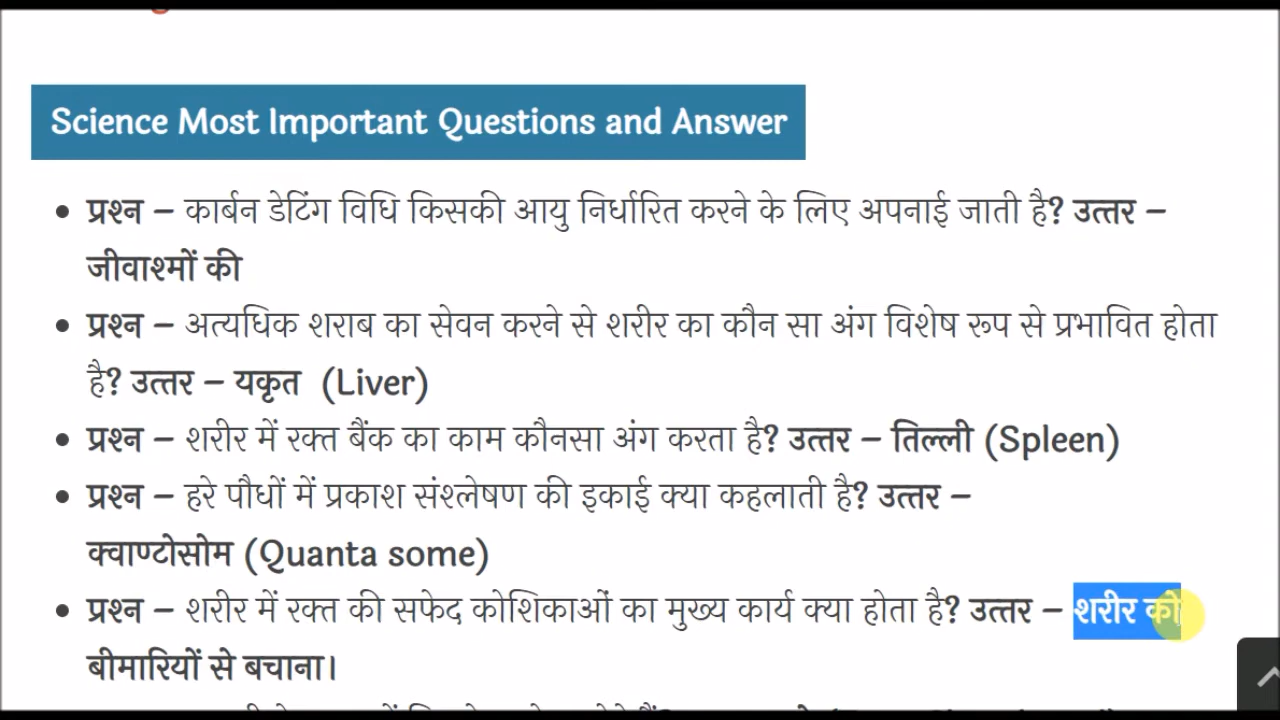 Science Most Important Questions and Answer
प्रश्न – कार्बन डेटिंग विधि किसकी आयु निर्धारित करने के लिए अपनाई जाती है? उत्तर –
जीवाश्मों की
प्रश्न – अत्यधिक शराब का सेवन करने से शरीर का कौन सा अंग विशेष रूप से प्रभावित होता
है? उत्तर – यकृत (Liver)
प्रश्न – शरीर में रक्त बैंक का काम कौनसा अंग करता है? उत्तर – तिल्ली (Spleen)
प्रश्न – हरे पौधों में प्रकाश संश्लेषण की इकाई क्या कहलाती है? उत्तर –
क्वाण्टोसोम (Quanta some)
प्रश्न – शरीर में रक्त की सफेद कोशिकाओं का मुख्य कार्य क्या होता है? उत्तर – शरीर को
बीमारियों से बचाना।